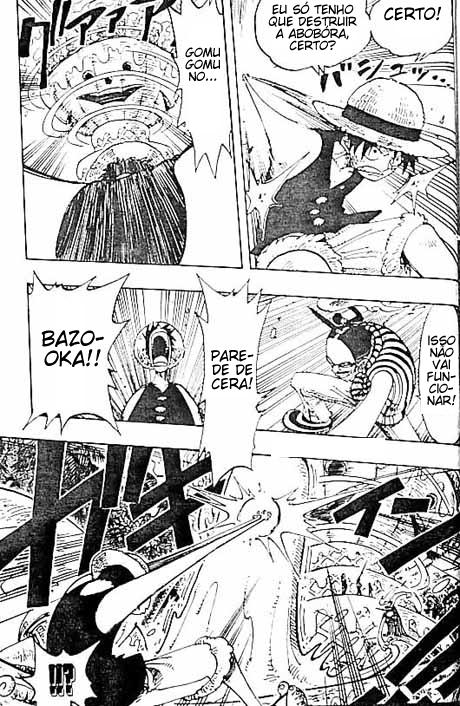 CERTO!
EU SÓ TENHO
QUE DESTRUIR
A ABÓBORA,
CERTO?
GOMU
GOMU
NO...
ISSO
NÃO
VAI
FUN-
CIO-
NAR!
PARE-
DE DE
CERA!
BAZO-
OKA!!
!!?